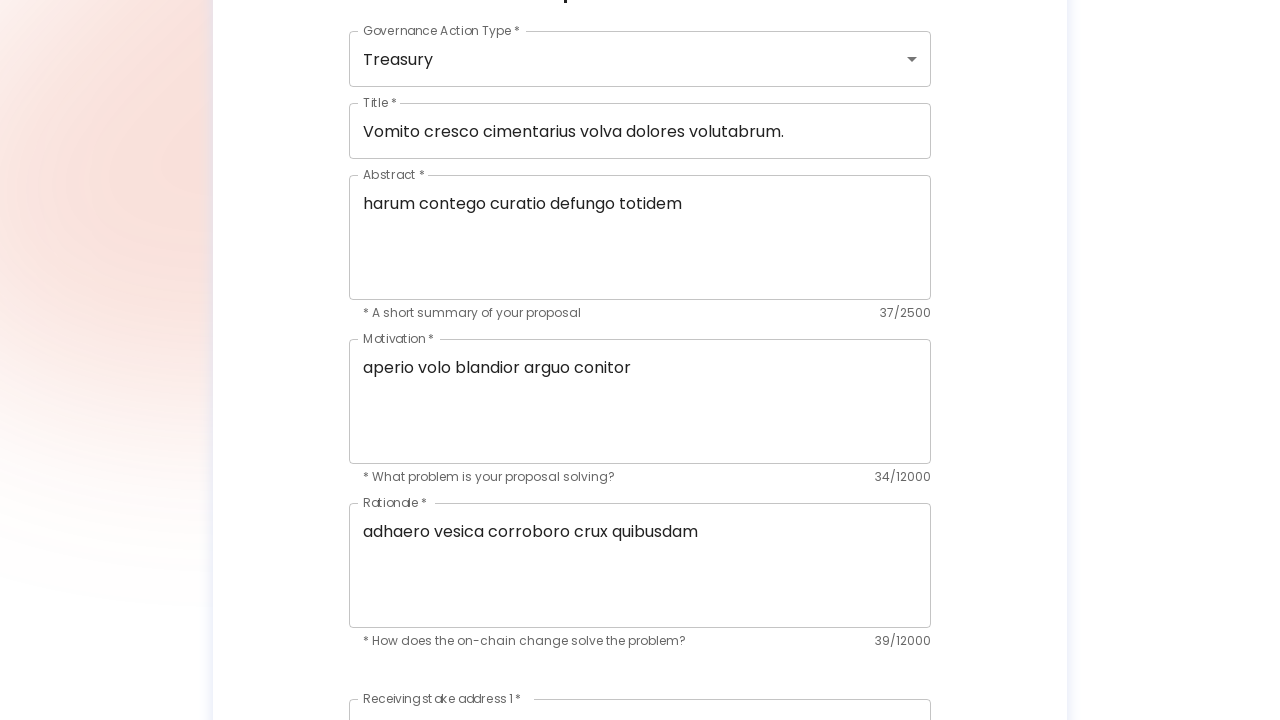 Governance Action Type *
Treasury
Title *
Vomito cresco cimentarius volva dolores volutabrum.
Abstract *
harum contego curatio defungo totidem
* A short summary of your proposal 37/2500
Motivation *
aperio volo blandior arguo conitor
* What problem is your proposal solving? 34/12000
Rationale *
adhaero vesica corroboro crux quibusdam
* How does the on-chain change solve the problem? 39/12000
Receiving stake address 1 *